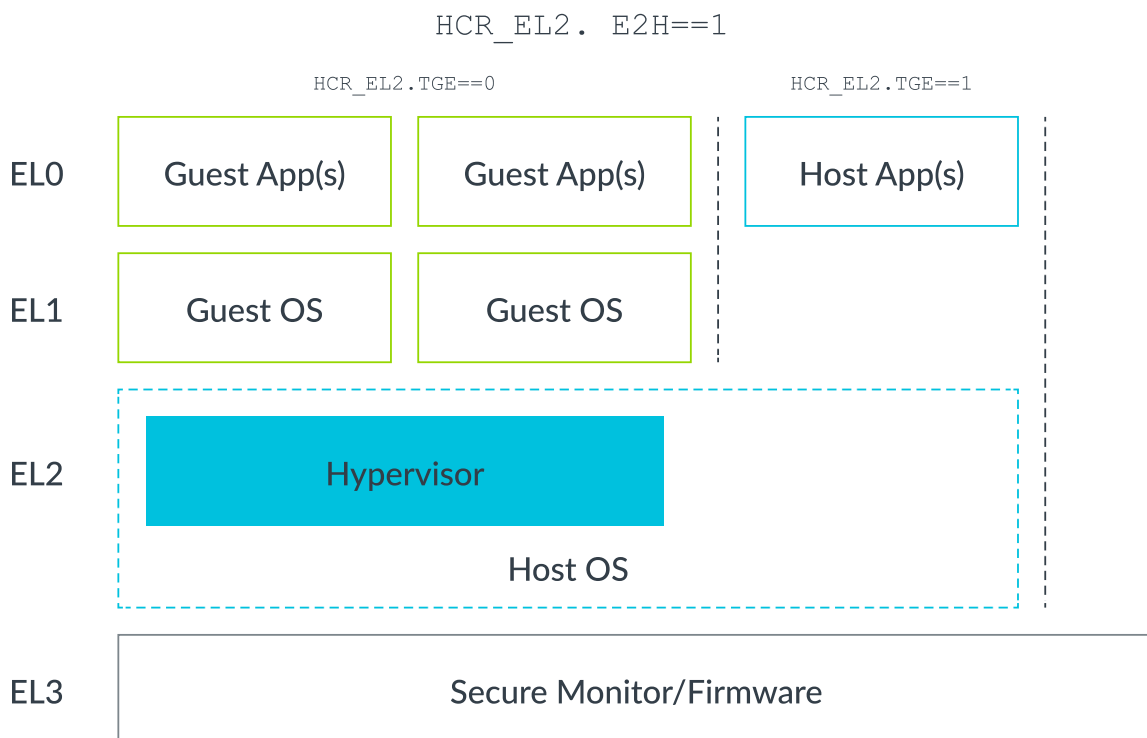 HCR_EL2. E2H==1
HCR_EL2.TGE==0 HCR_EL2.TGE==1
EL0 Guest App(s) Guest App(s) Host App(s)
EL1 Guest OS Guest OS
EL2 Hypervisor
Host OS
EL3 Secure Monitor/Firmware